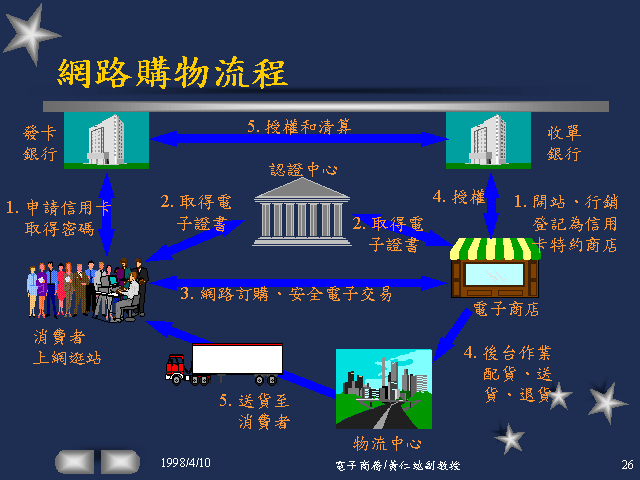 網路購物流程
發卡
銀行
5. 授權和清算
收單
銀行
認證中心
1. 申請信用卡
取得密碼
2. 取得電
子證書
2. 取得電
子證書
4. 授權
1. 開站、行銷
登記為信用
卡特約商店
3. 網路訂購、安全電子交易
電子商店
消費者
上網逛站
4. 後台作業
配貨、送
貨、退貨
5. 送貨至
消費者
物流中心
1998/4/10
電子商務/黃仁
副教授
26